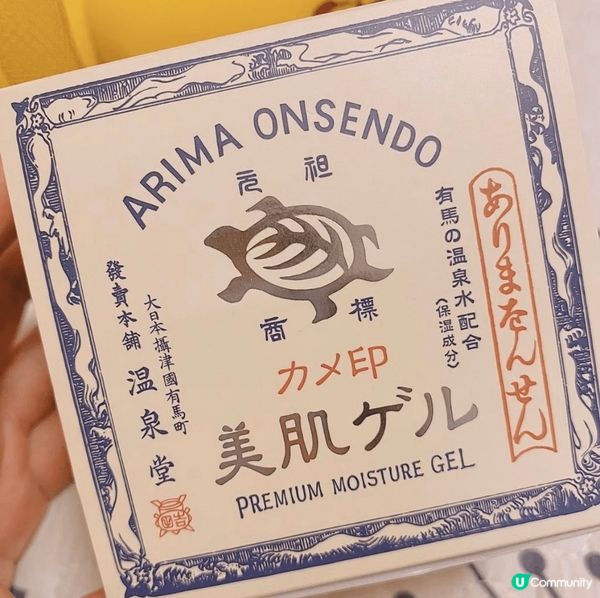 ARIMA ONSENDO
元祖
商標
カメ印
美肌ゲル
PREMIUM MOISTURE GEL
ありまおんせん
有馬の温泉水配合
(保湿成分)
大日本攝津國有馬町
發賣本舗 温泉堂
U Community